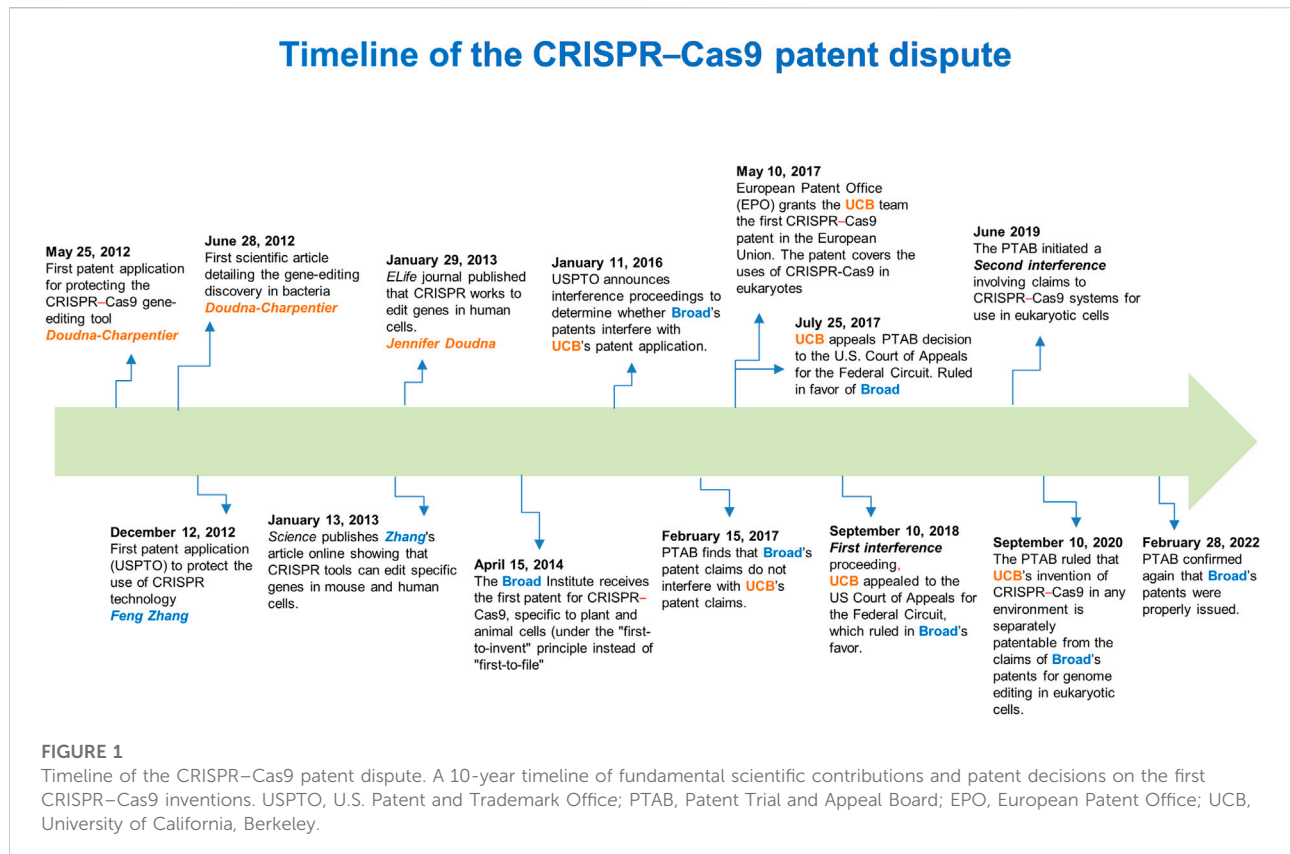 Timeline of the CRISPR–Cas9 patent dispute
May 25, 2012
First patent application
for protecting the
CRISPR–Cas9 gene-
editing tool
Doudna-Charpentier
June 28, 2012
First scientific article
detailing the gene-editing
discovery in bacteria
Doudna-Charpentier
January 29, 2013
ELife journal published
that CRISPR works to
edit genes in human
cells.
Jennifer Doudna
January 11, 2016
USPTO announces
interference proceedings to
determine whether Broad's
patents interfere with
UCB's patent application.
May 10, 2017
European Patent Office
(EPO) grants the UCB team
the first CRISPR–Cas9
patent in the European
Union. The patent covers the
uses of CRISPR-Cas9 in
eukaryotes
July 25, 2017
UCB appeals PTAB decision
to the U.S. Court of Appeals
for the Federal Circuit. Ruled
in favor of Broad
June 2019
The PTAB initiated a
Second interference
involving claims to
CRISPR–Cas9 systems for
use in eukaryotic cells
December 12, 2012
First patent application
(USPTO) to protect the
use of CRISPR
technology
Feng Zhang
January 13, 2013
Science publishes Zhang's
article online showing that
CRISPR tools can edit specific
genes in mouse and human
cells.
April 15, 2014
The Broad Institute receives
the first patent for CRISPR–
Cas9, specific to plant and
animal cells (under the "first-
to-invent" principle instead of
"first-to-file"
February 15, 2017
PTAB finds that Broad's
patent claims do not
interfere with UCB's
patent claims.
September 10, 2018
First interference
proceeding,
UCB appealed to the
US Court of Appeals for
the Federal Circuit,
which ruled in Broad's
favor.
September 10, 2020
The PTAB ruled that
UCB's invention of
CRISPR–Cas9 in any
environment is
separately
patentable from the
claims of Broad's
patents for genome
editing in eukaryotic
cells.
February 28, 2022
PTAB confirmed
again that Broad's
patents were
properly issued.
FIGURE 1
Timeline of the CRISPR–Cas9 patent dispute. A 10-year timeline of fundamental scientific contributions and patent decisions on the first
CRISPR–Cas9 inventions. USPTO, U.S. Patent and Trademark Office; PTAB, Patent Trial and Appeal Board; EPO, European Patent Office; UCB,
University of California, Berkeley.